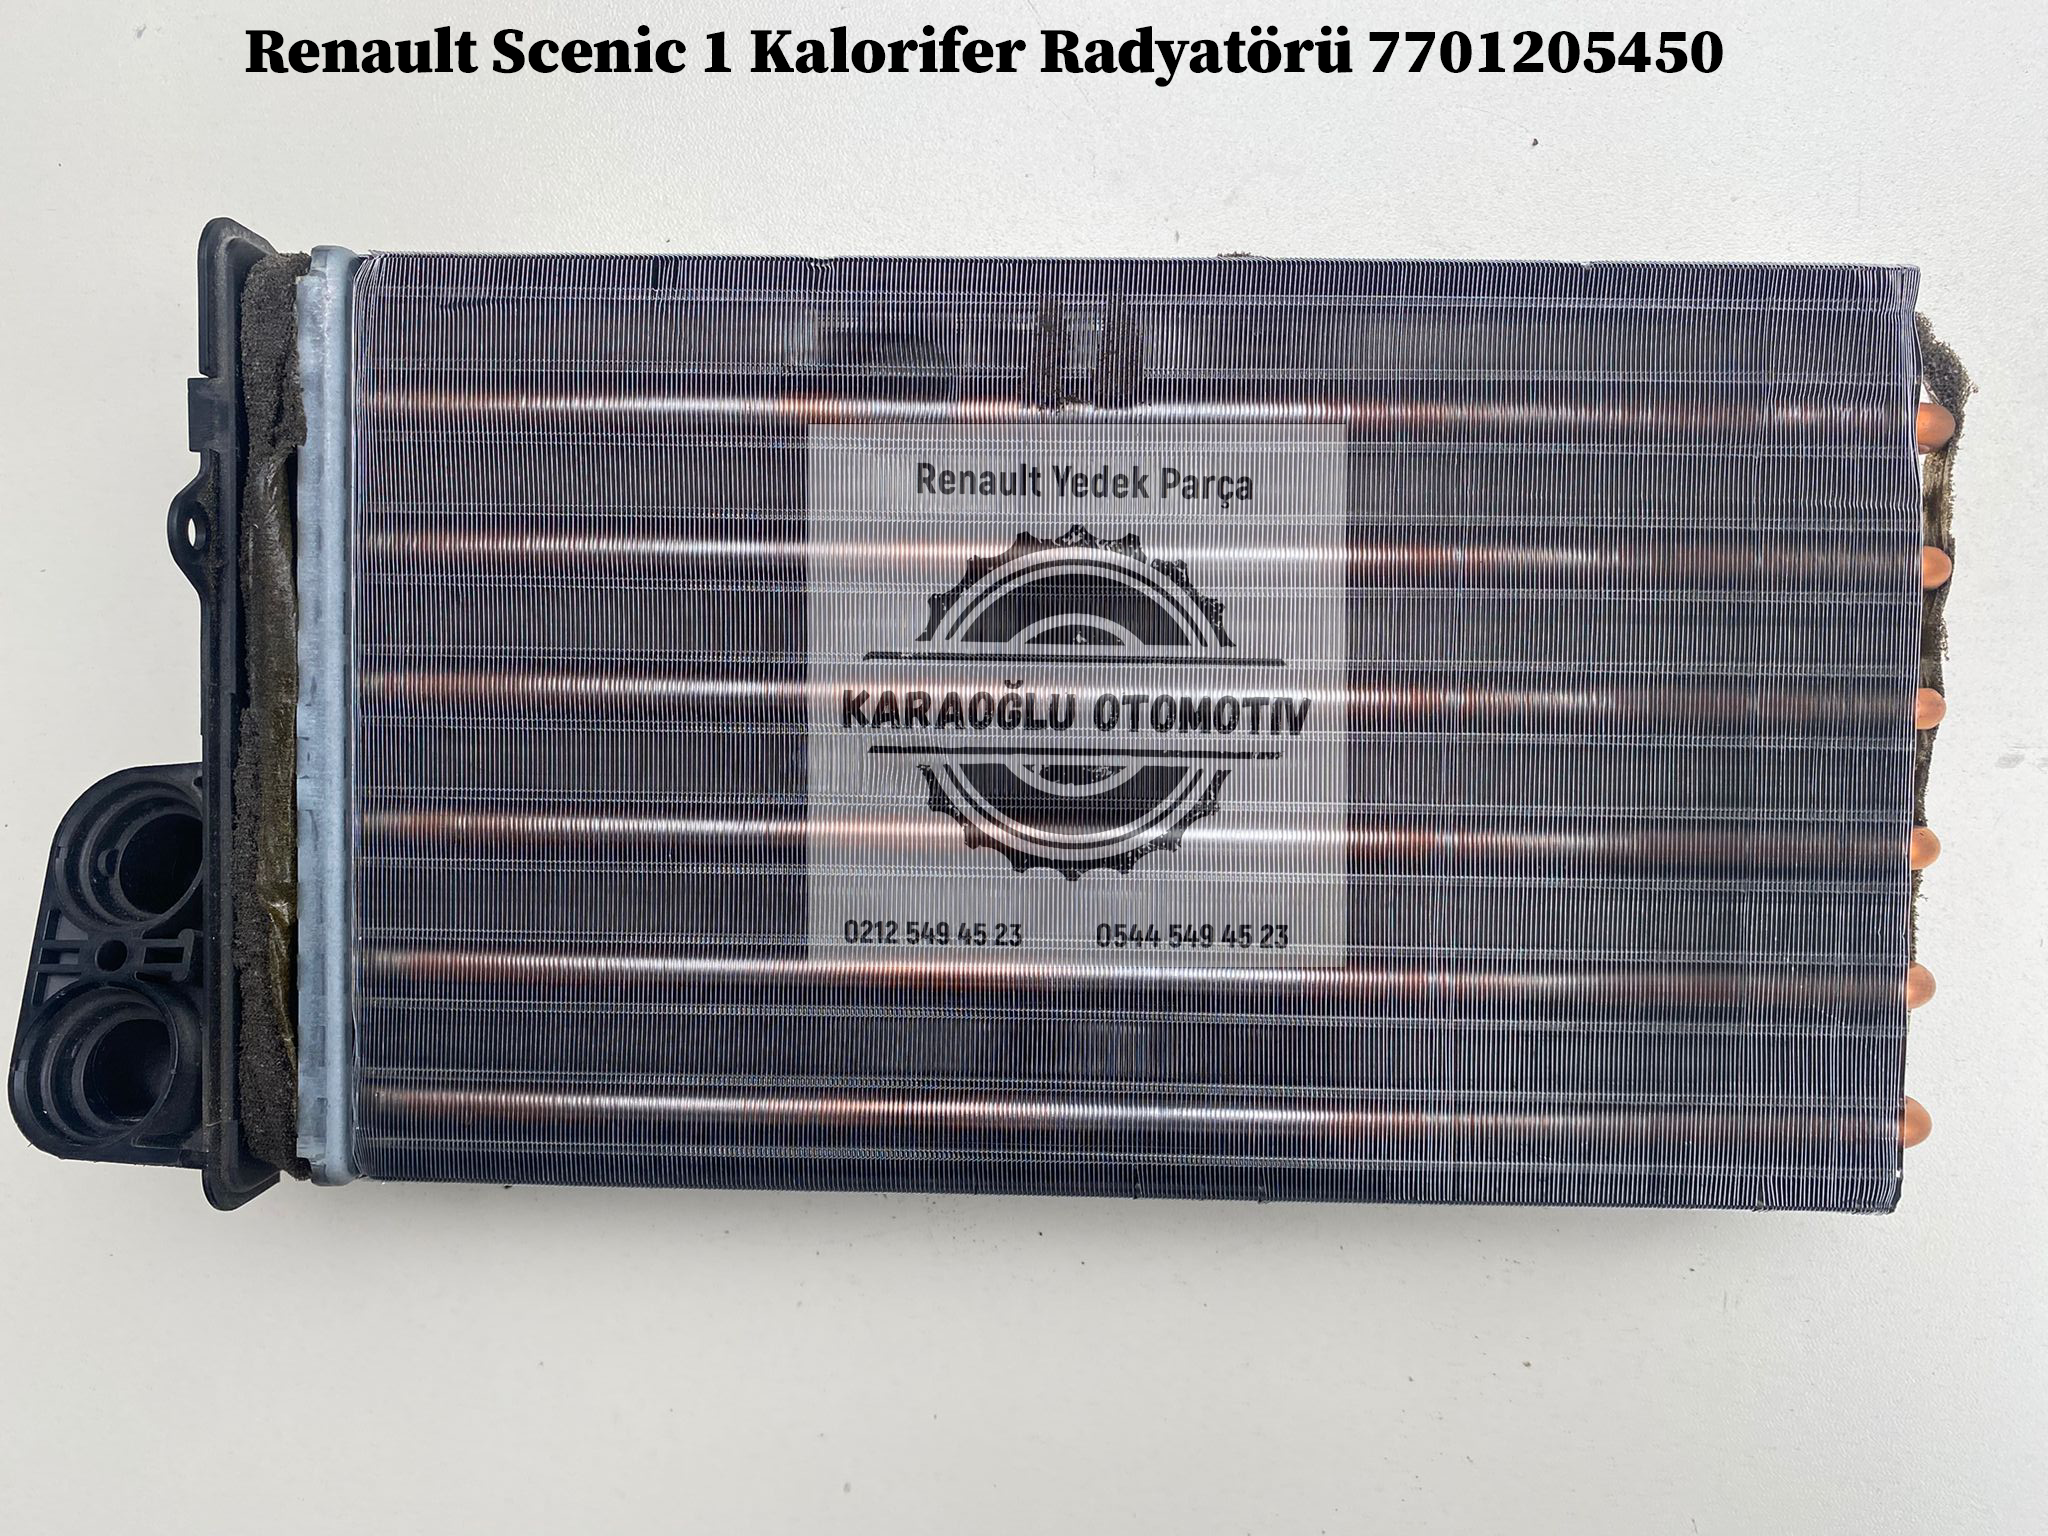 Renault Scenic 1 Kalorifer Radyatörü 7701205450
Renault Yedek Parça
KARAOĞLU OTOMOTIV
0212 549 45 23 0544 549 45 23